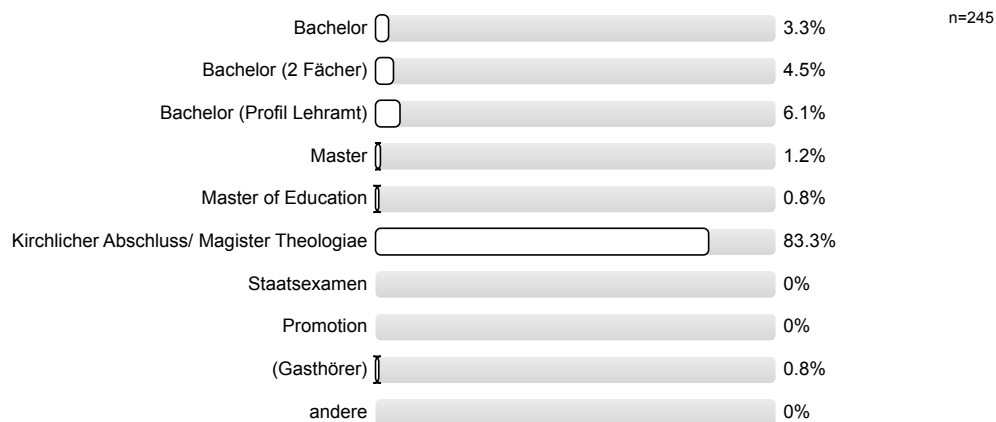 n=245
Bachelor 3.3%
Bachelor (2 Fächer) 4.5%
Bachelor (Profil Lehramt) 6.1%
Master 1.2%
Master of Education 0.8%
Kirchlicher Abschluss/ Magister Theologiae 83.3%
Staatsexamen 0%
Promotion 0%
(Gasthörer) 0.8%
andere 0%